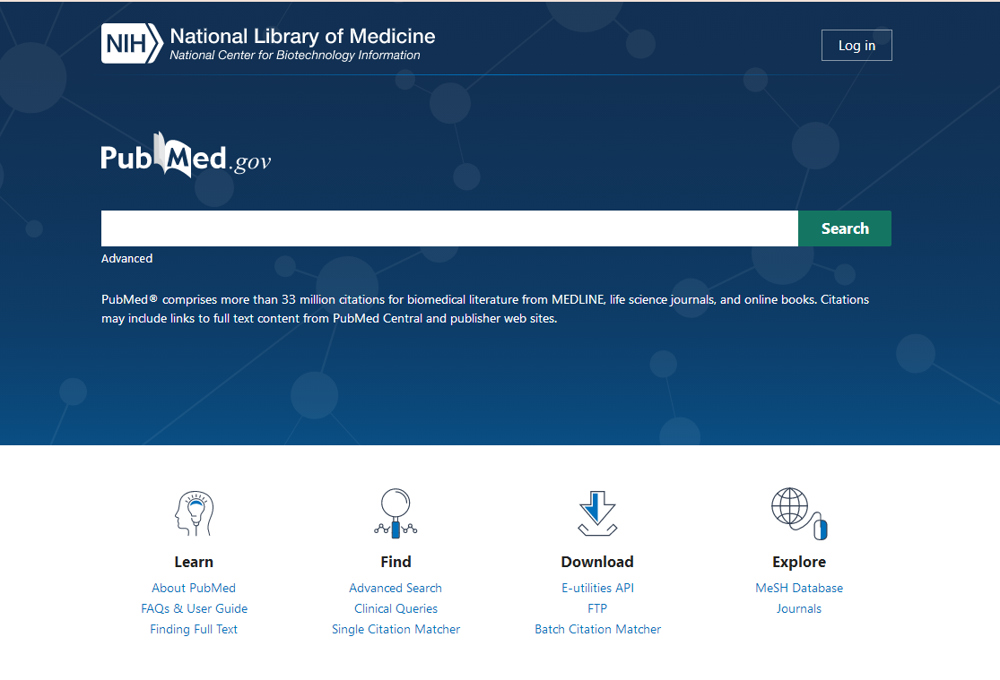 NIH National Library of Medicine
National Center for Biotechnology Information
Log in
PubMed.gov
Search
Advanced
PubMed® comprises more than 33 million citations for biomedical literature from MEDLINE, life science journals, and online books. Citations
may include links to full text content from PubMed Central and publisher web sites.
Learn
About PubMed
FAQs & User Guide
Finding Full Text
Find
Advanced Search
Clinical Queries
Single Citation Matcher
Download
E-utilities API
FTP
Batch Citation Matcher
Explore
MeSH Database
Journals